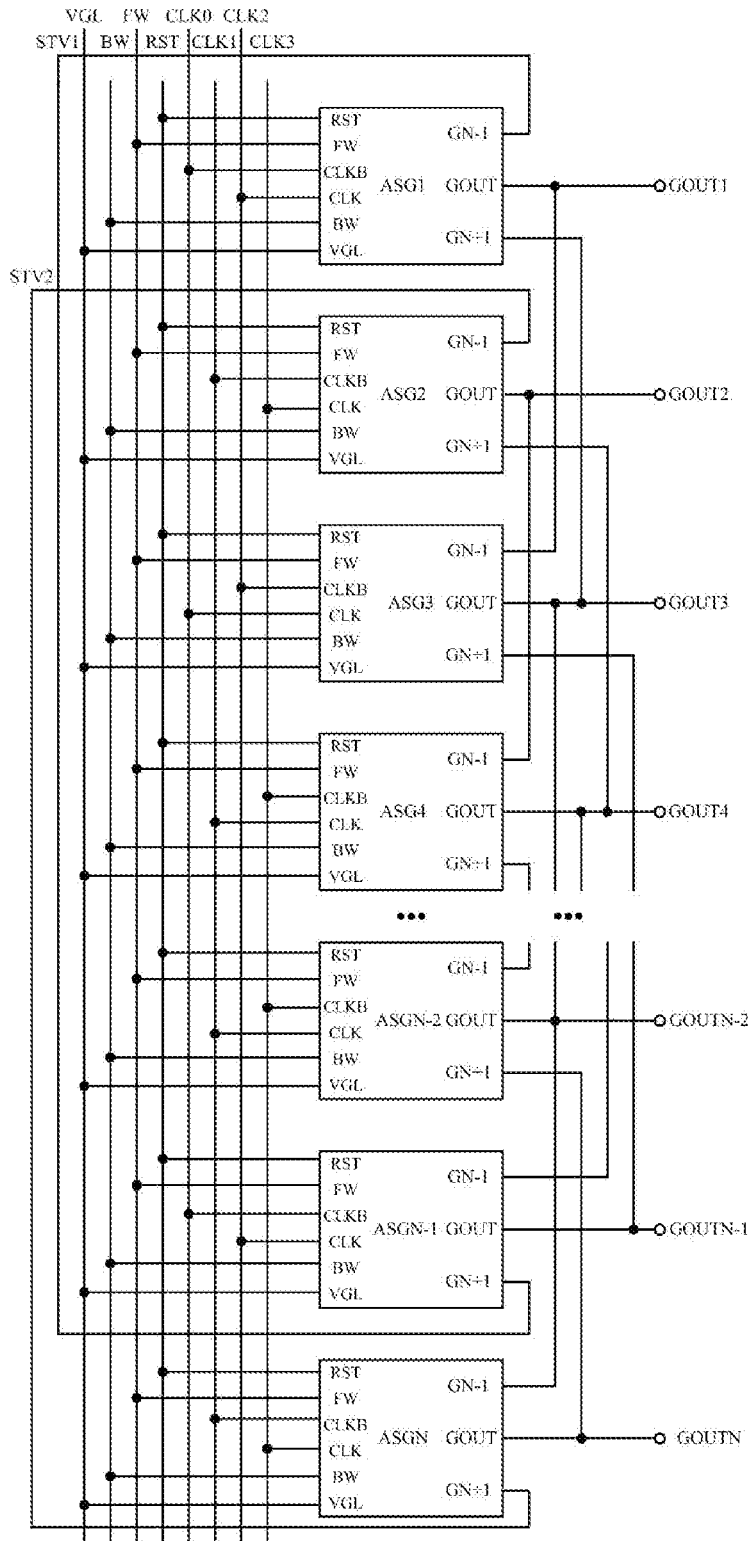 VGL FW CLK0 CLK2
STV1 BW RST CLK1 CLK3
RST GN-1
FW
CLKB
ASG1 GOUT GOUT1
CLK
BW
GN+1
VGL
STV2
RST GN-1
FW
CLKB
ASG2 GOUT GOUT2
CLK
BW
GN+1
VGL
RST GN-1
FW
CLKB
ASG3 GOUT GOUT3
CLK
BW
GN+1
VGL
RST GN-1
FW
CLKB
ASG4 GOUT GOUT4
CLK
BW
GN+1
VGL
... ...
RST GN-1
FW
CLKB
ASGN-2 GOUT GOUTN-2
CLK
BW
GN+1
VGL
RST GN-1
FW
CLKB
ASGN-1 GOUT GOUTN-1
CLK
BW
GN+1
VGL
RST GN-1
FW
CLKB
ASGN GOUT GOUTN
CLK
BW
GN+1
VGL